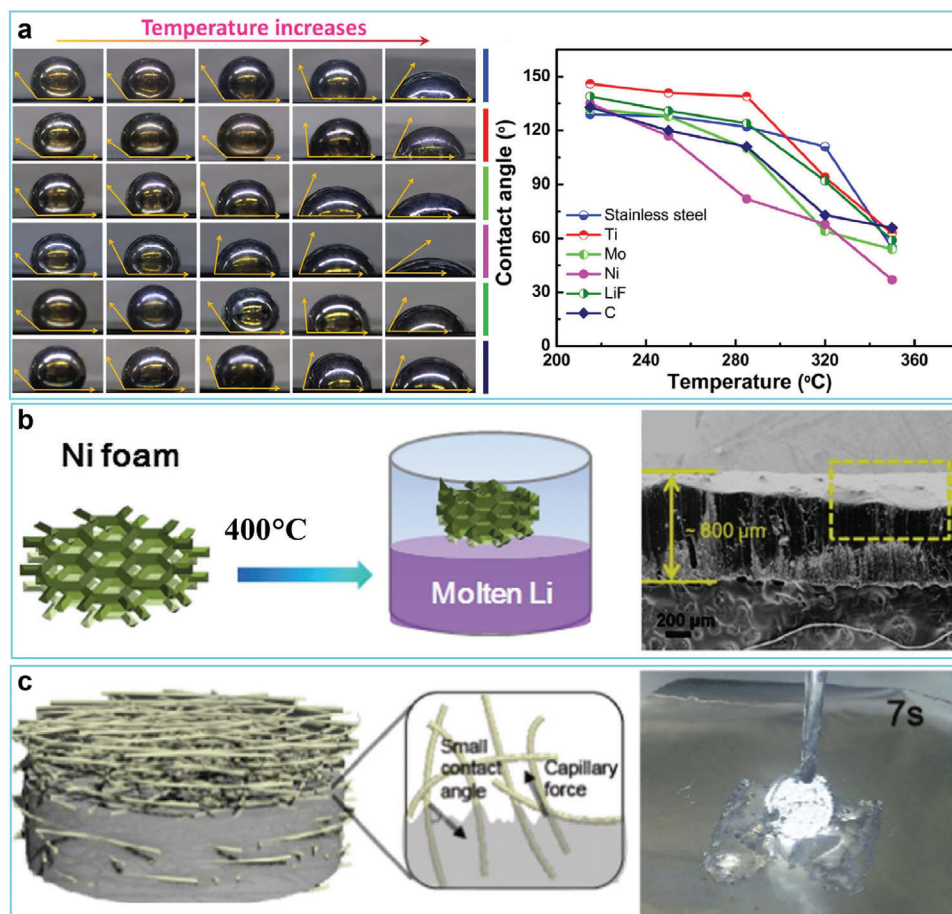 a
Temperature increases
Contact angle (°)
150
120
90
60
30
0
Stainless steel
Ti
Mo
Ni
LiF
C
200
240
280
320
360
Temperature (°C)
b
Ni foam
400°C
Molten Li
~ 800 µm
200 µm
c
Small
contact
angle
Capillary
force
7s